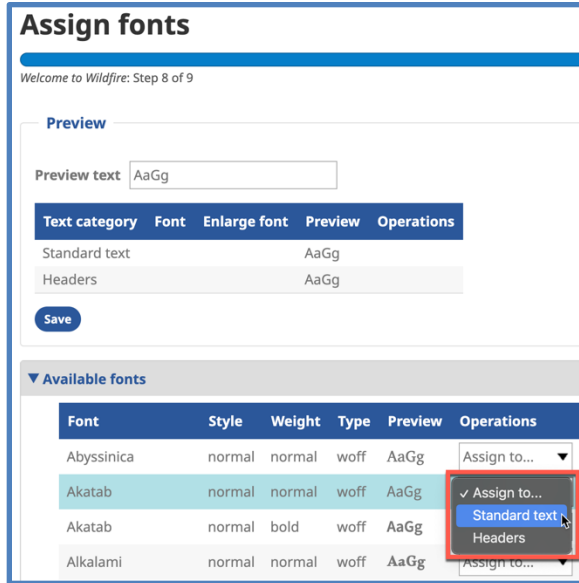 Assign fonts
Welcome to Wildfire: Step 8 of 9
Preview
Preview text AaGg
Text category Font Enlarge font Preview Operations
Standard text AaGg
Headers AaGg
Save
▼ Available fonts
Font Style Weight Type Preview Operations
Abyssinica normal normal woff AaGg Assign to... ▼
Akatab normal normal woff AaGg ✓ Assign to...
Standard text
Akatab normal bold woff AaGg
Headers
Alkalami normal normal woff AaGg Assign to... ▼